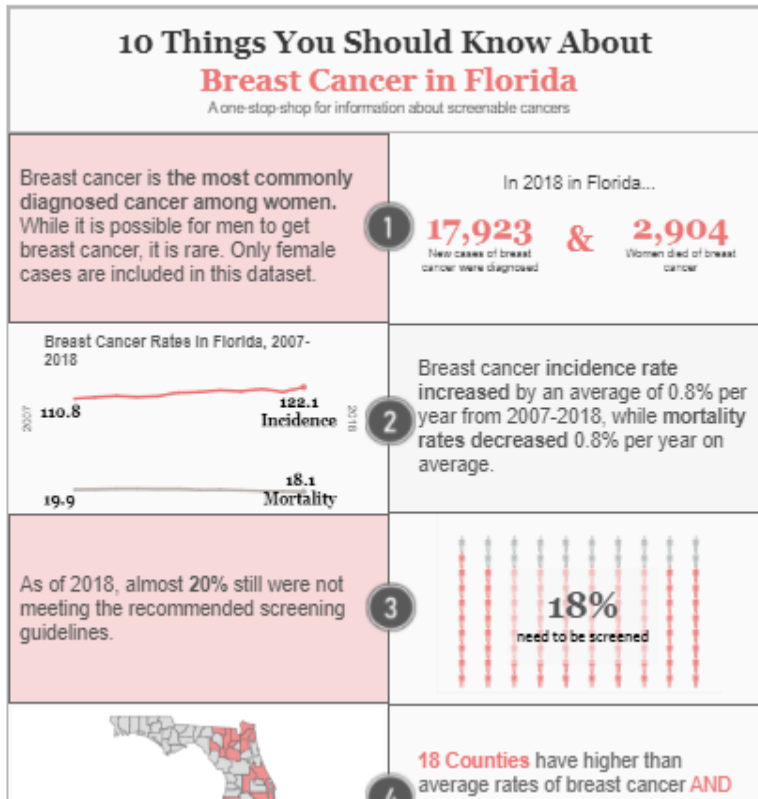 10 Things You Should Know About
Breast Cancer in Florida
A one-stop-shop for information about screenable cancers
Breast cancer is the most commonly
diagnosed cancer among women.
While it is possible for men to get
breast cancer, it is rare. Only female
cases are included in this dataset.
1
In 2018 in Florida...
17,923 & 2,904
New cases of breast
cancer were diagnosed
Women died of breast
cancer
Breast Cancer Rates in Florida, 2007-
2018
2007
110.8
122.1
Incidence
2018
19.9
18.1
Mortality
2
Breast cancer incidence rate
increased by an average of 0.8% per
year from 2007-2018, while mortality
rates decreased 0.8% per year on
average.
As of 2018, almost 20% still were not
meeting the recommended screening
guidelines.
3
18%
need to be screened
4
18 Counties have higher than
average rates of breast cancer AND